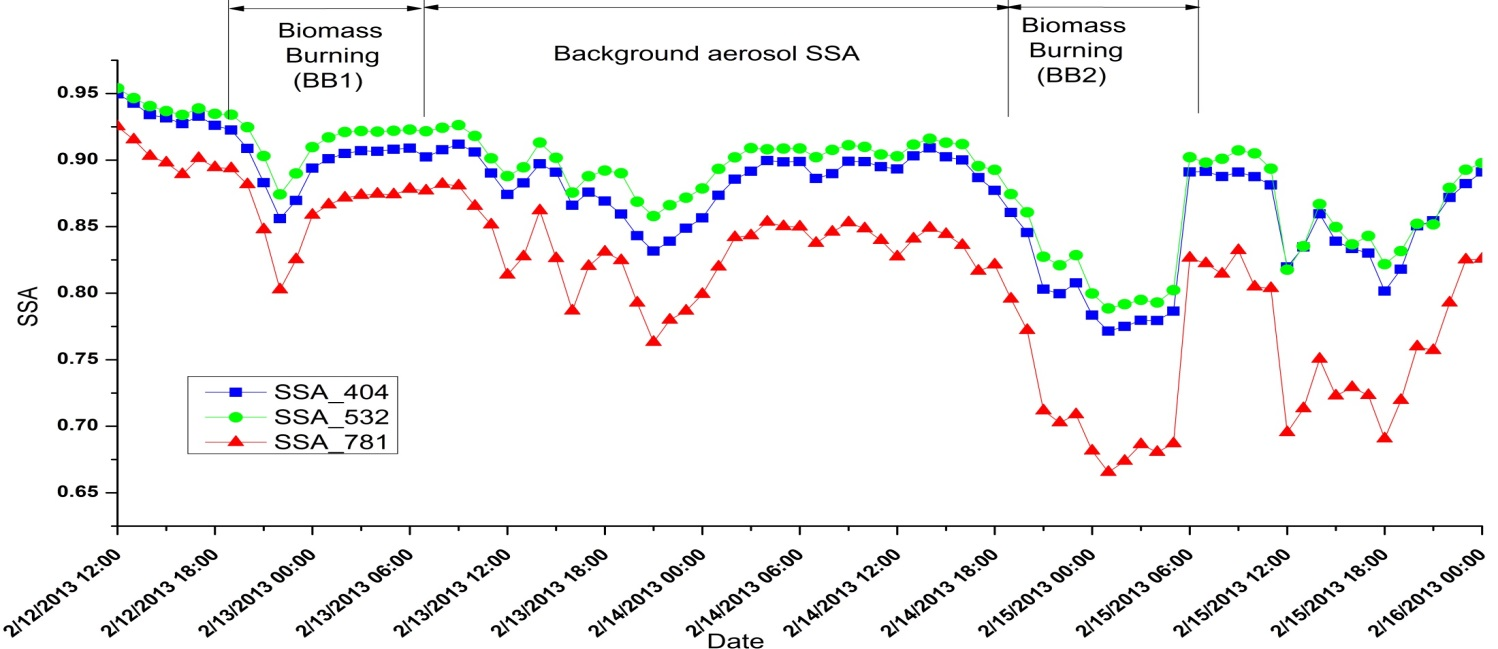 Biomass
Burning
(BB1)
Background aerosol SSA
Biomass
Burning
(BB2)
0.95
0.90
0.85
0.80
0.75
0.70
0.65
SSA
SSA_404
SSA_532
SSA_781
2/12/2013 12:00
2/12/2013 18:00
2/13/2013 00:00
2/13/2013 06:00
2/13/2013 12:00
2/13/2013 18:00
2/14/2013 00:00
2/14/2013 06:00
2/14/2013 12:00
2/14/2013 18:00
2/15/2013 00:00
2/15/2013 06:00
2/15/2013 12:00
2/15/2013 18:00
2/16/2013 00:00
Date